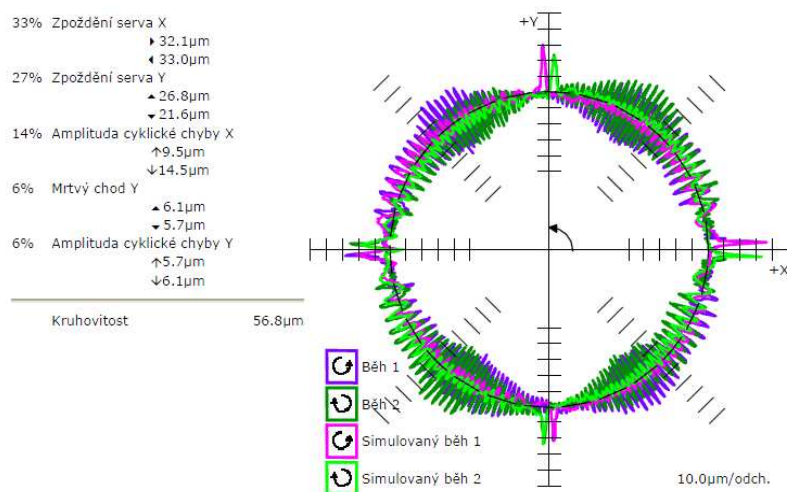 33% Zpoždění serva X
▸ 32.1µm
◂ 33.0µm
27% Zpoždění serva Y
▴ 26.8µm
▾ 21.6µm
14% Amplituda cyklické chyby X
↑9.5µm
↓14.5µm
6% Mrtvý chod Y
▴ 6.1µm
▾ 5.7µm
6% Amplituda cyklické chyby Y
↑5.7µm
↓6.1µm
Kruhovitost 56.8µm
+Y
+X
Běh 1
Běh 2
Simulovaný běh 1
Simulovaný běh 2
10.0µm/odch.